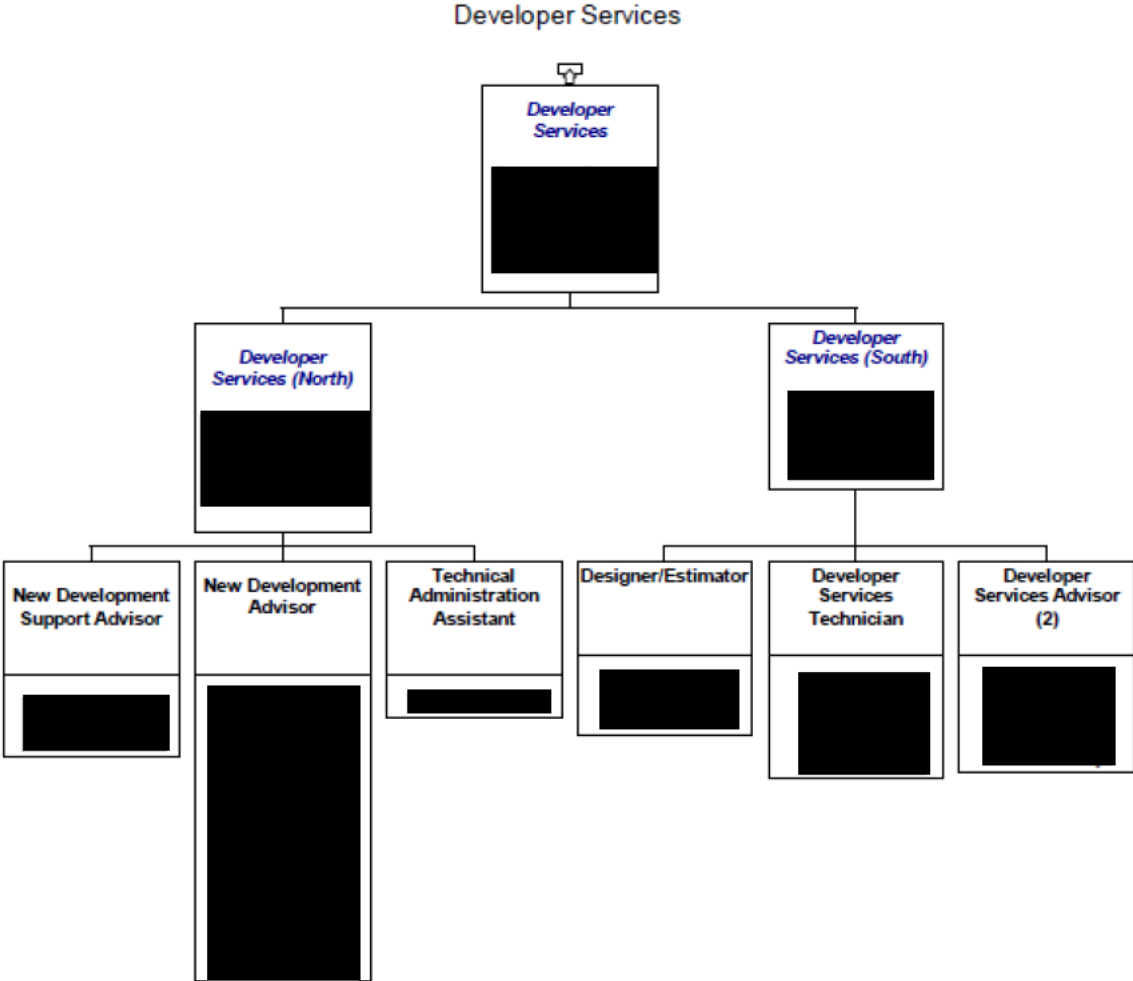 Developer Services
Developer
Services
Developer
Services (North)
Developer
Services (South)
New Development
Support Advisor
New Development
Advisor
Technical
Administration
Assistant
Designer/Estimator
Developer
Services
Technician
Developer
Services Advisor
(2)